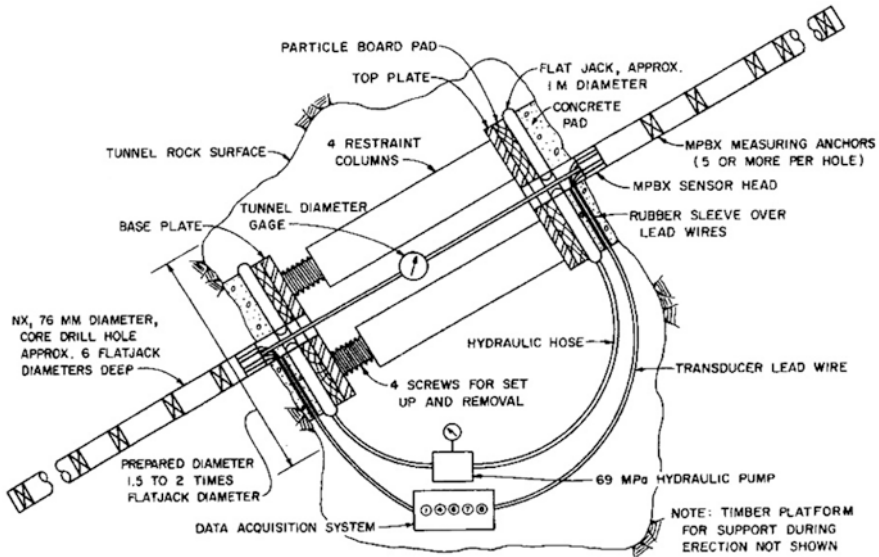 PARTICLE BOARD PAD
TOP PLATE
FLAT JACK, APPROX.
1 M DIAMETER
CONCRETE
PAD
4 RESTRAINT
COLUMNS
TUNNEL ROCK SURFACE
MPBX MEASURING ANCHORS
(5 OR MORE PER HOLE)
MPBX SENSOR HEAD
TUNNEL DIAMETER
GAGE
BASE PLATE
RUBBER SLEEVE OVER
LEAD WIRES
NX, 76 MM DIAMETER,
CORE DRILL HOLE
APPROX. 6 FLATJACK
DIAMETERS DEEP
HYDRAULIC HOSE
TRANSDUCER LEAD WIRE
4 SCREWS FOR SET
UP AND REMOVAL
PREPARED DIAMETER
1.5 TO 2 TIMES
FLATJACK DIAMETER
69 MPa HYDRAULIC PUMP
DATA ACQUISITION SYSTEM
NOTE: TIMBER PLATFORM
FOR SUPPORT DURING
ERECTION NOT SHOWN